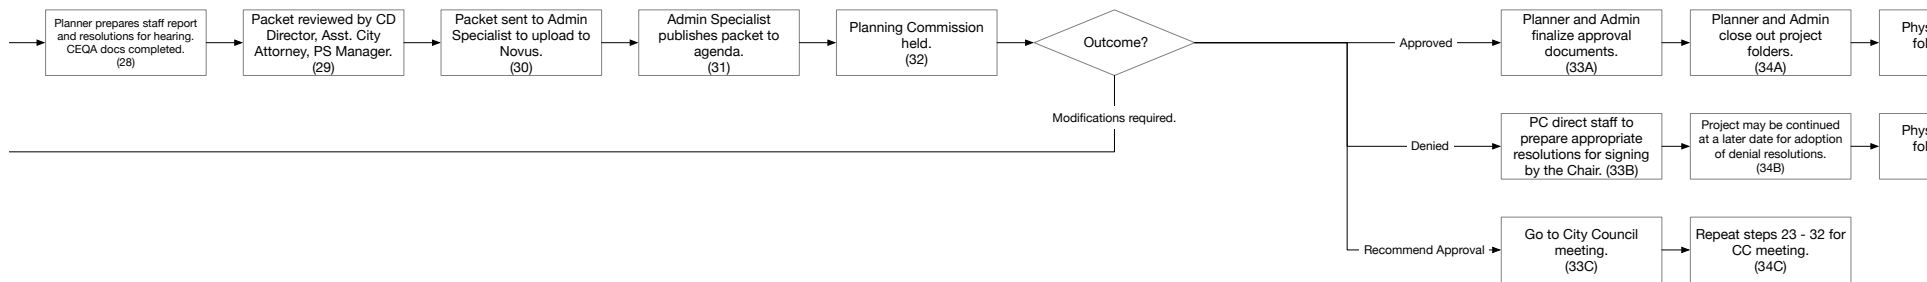 Planner prepares staff report
and resolutions for hearing.
CEQA docs completed.
(28)
Packet reviewed by CD
Director, Asst. City
Attorney, PS Manager.
(29)
Packet sent to Admin
Specialist to upload to
Novus.
(30)
Admin Specialist
publishes packet to
agenda.
(31)
Planning Commission
held.
(32)
Outcome?
Modifications required.
Approved
Planner and Admin
finalize approval
documents.
(33A)
Planner and Admin
close out project
folders.
(34A)
Denied
PC direct staff to
prepare appropriate
resolutions for signing
by the Chair. (33B)
Project may be continued
at a later date for adoption
of denial resolutions.
(34B)
Recommend Approval
Go to City Council
meeting.
(33C)
Repeat steps 23 - 32 for
CC meeting.
(34C)